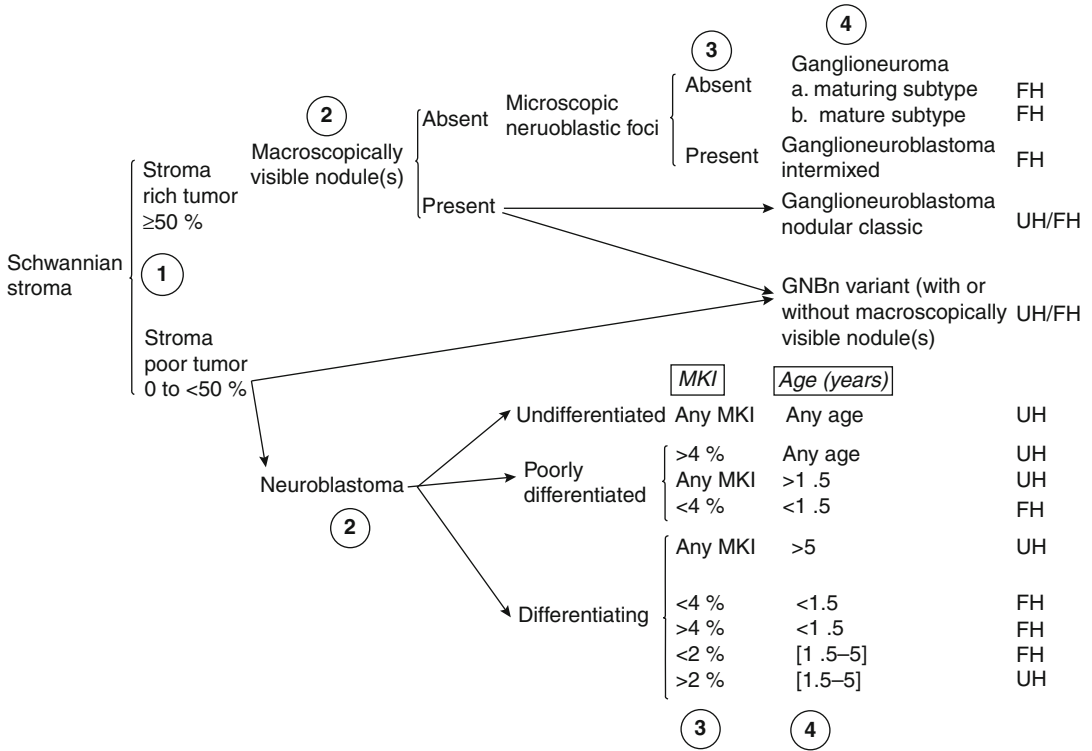 4
3
Ganglioneuroma
Absent
a. maturing subtype FH
b. mature subtype FH
2
Absent
Microscopic
neruoblastic foci
Macroscopically
visible nodule(s)
Present
Ganglioneuroblastoma
intermixed
FH
Stroma
rich tumor
≥50 %
Present
Ganglioneuroblastoma
nodular classic
UH/FH
Schwannian
stroma
1
GNBn variant (with or
without macroscopically
visible nodule(s)
UH/FH
Stroma
poor tumor
0 to <50 %
MKI Age (years)
Undifferentiated Any MKI Any age UH
Neuroblastoma
2
Poorly
differentiated
>4 % Any age UH
Any MKI >1 .5 UH
<4 % <1 .5 FH
Differentiating
Any MKI >5 UH
<4 % <1.5 FH
>4 % <1 .5 FH
<2 % [1 .5–5] FH
>2 % [1.5–5] UH
3 4